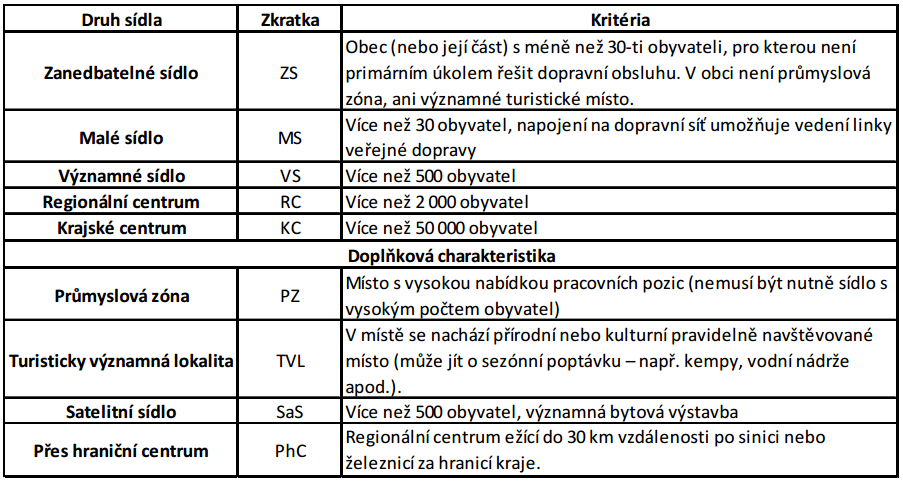 Druh sídla Zkratka Kritéria
Zanedbatelné sídlo ZS Obec (nebo její část) s méně než 30-ti obyvateli, pro kterou není
primárním úkolem řešit dopravní obsluhu. V obci není průmyslová
zóna, ani významné turistické místo.
Malé sídlo MS Více než 30 obyvatel, napojení na dopravní síť umožňuje vedení linky
veřejné dopravy
Významné sídlo VS Více než 500 obyvatel
Regionální centrum RC Více než 2 000 obyvatel
Krajské centrum KC Více než 50 000 obyvatel
Doplňková charakteristika
Průmyslová zóna PZ Místo s vysokou nabídkou pracovních pozic (nemusí být nutně sídlo s
vysokým počtem obyvatel)
Turisticky významná lokalita TVL V místě se nachází přírodní nebo kulturní pravidelně navštěvované
místo (může jít o sezónní poptávku – např. kempy, vodní nádrže
apod.).
Satelitní sídlo SaS Více než 500 obyvatel, významná bytová výstavba
Přes hraniční centrum PhC Regionální centrum ežící do 30 km vzdálenosti po sinici nebo
železnicí za hranicí kraje.